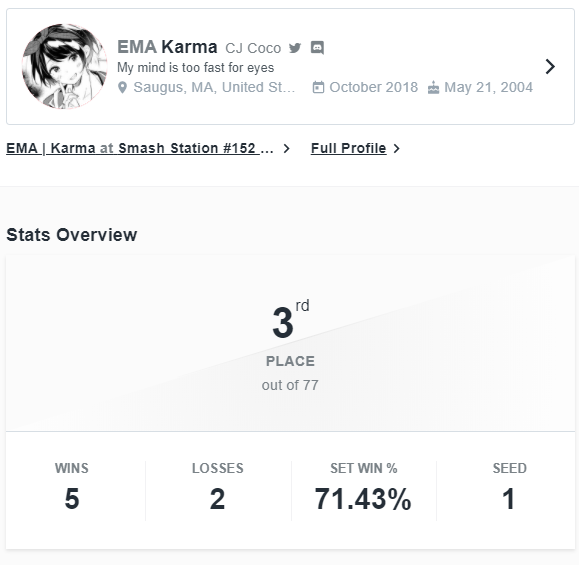 EMA Karma CJ Coco
My mind is too fast for eyes
Saugus, MA, United St... October 2018 May 21, 2004
EMA | Karma at Smash Station #152 ... Full Profile
Stats Overview
3rd
PLACE
out of 77
WINS LOSSES SET WIN % SEED
5 2 71.43% 1